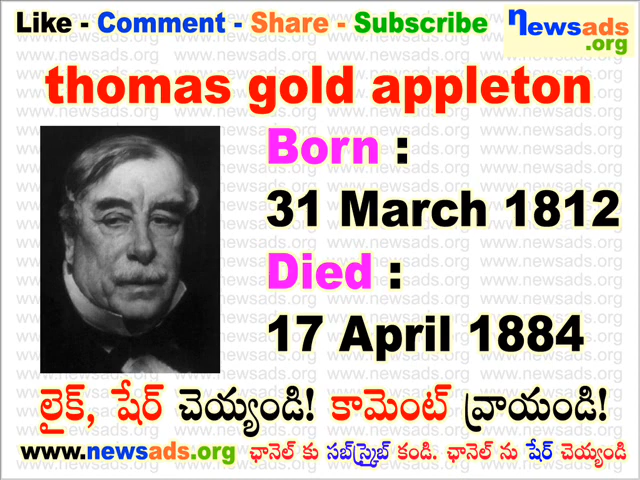 Like - Comment - Share - Subscribe
newsads
.org
thomas gold appleton
Born :
31 March 1812
Died :
17 April 1884
లైక్, షేర్ చెయ్యండి! కామెంట్ వ్రాయండి!
www.newsads.org ఛానెల్ కు సబ్‌స్క్రైబ్ కండి. ఛానెల్ ను షేర్ చెయ్యండి